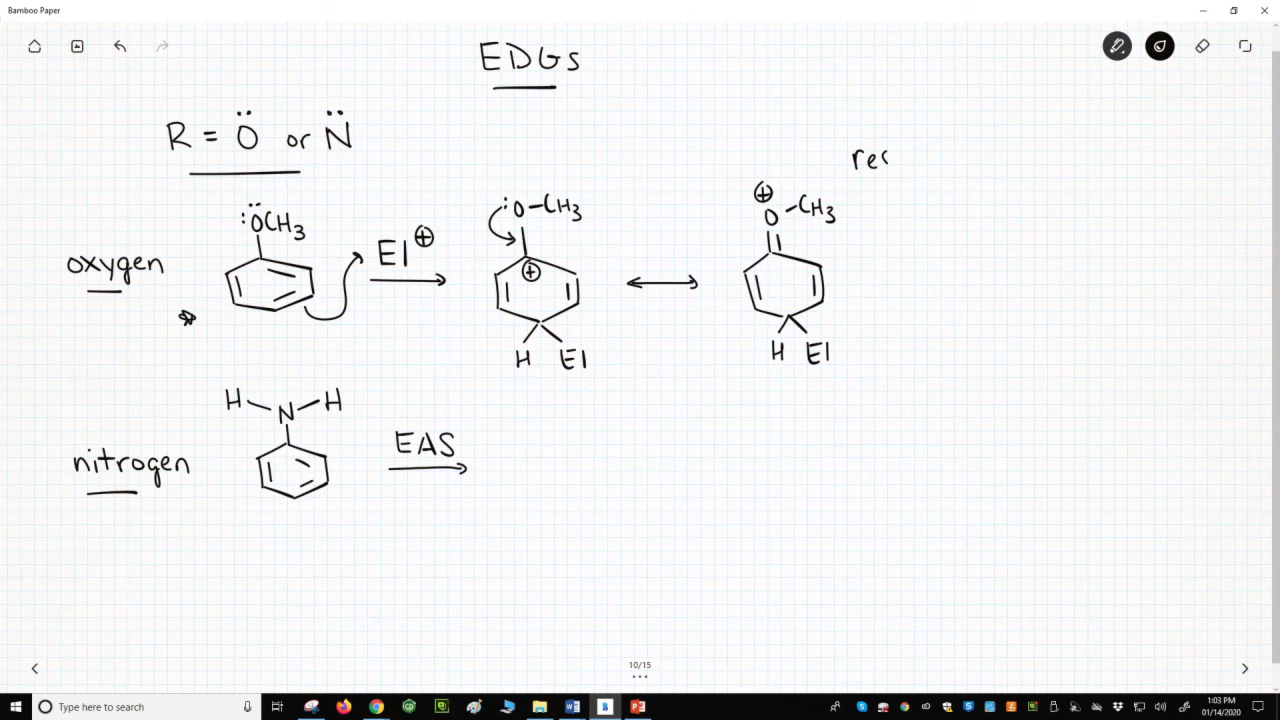 Bamboo Paper
EDGs
R = Ö or N̈
rec
⊕
:ÖCH3
El⊕
:O-CH3
O-CH3
oxygen
⊕
H El
H El
H N H
nitrogen
EAS
10/15
Type here to search
1:03 PM
01/14/2020